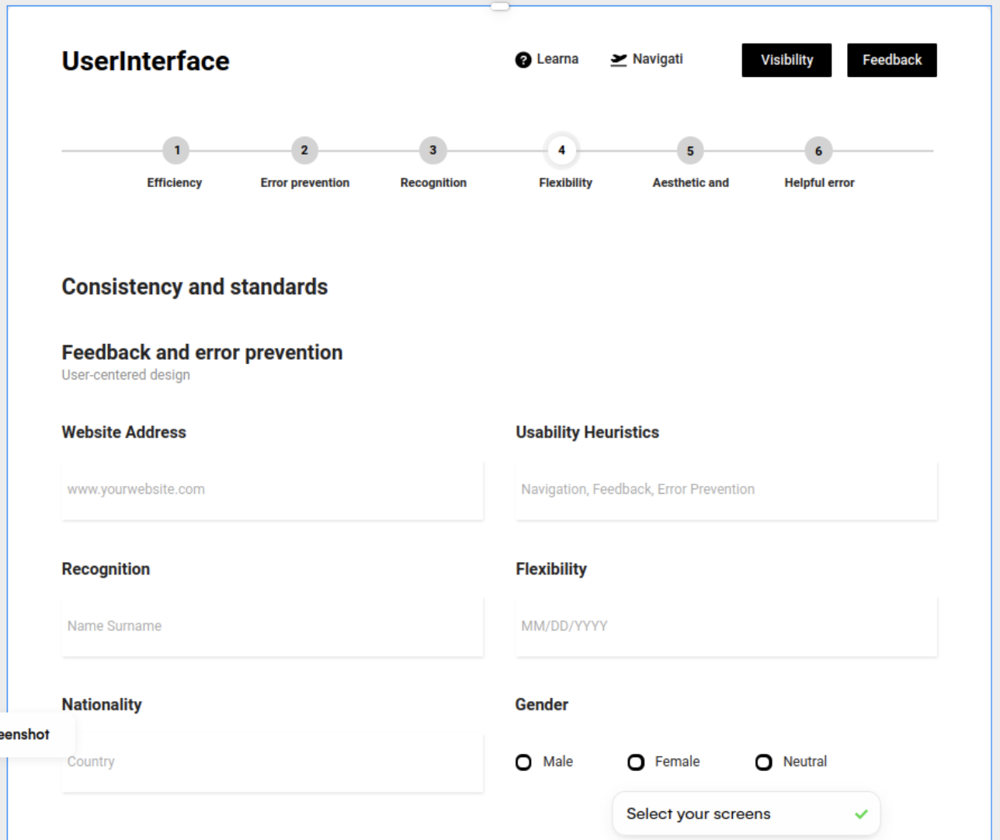 UserInterface
Learna
Navigati
Visibility
Feedback
1 2 3 4 5 6
Efficiency Error prevention Recognition Flexibility Aesthetic and Helpful error
Consistency and standards
Feedback and error prevention
User-centered design
Website Address
www.yourwebsite.com
Usability Heuristics
Navigation, Feedback, Error Prevention
Recognition
Name Surname
Flexibility
MM/DD/YYYY
Nationality
eenshot
Country
Gender
Male Female Neutral
Select your screens